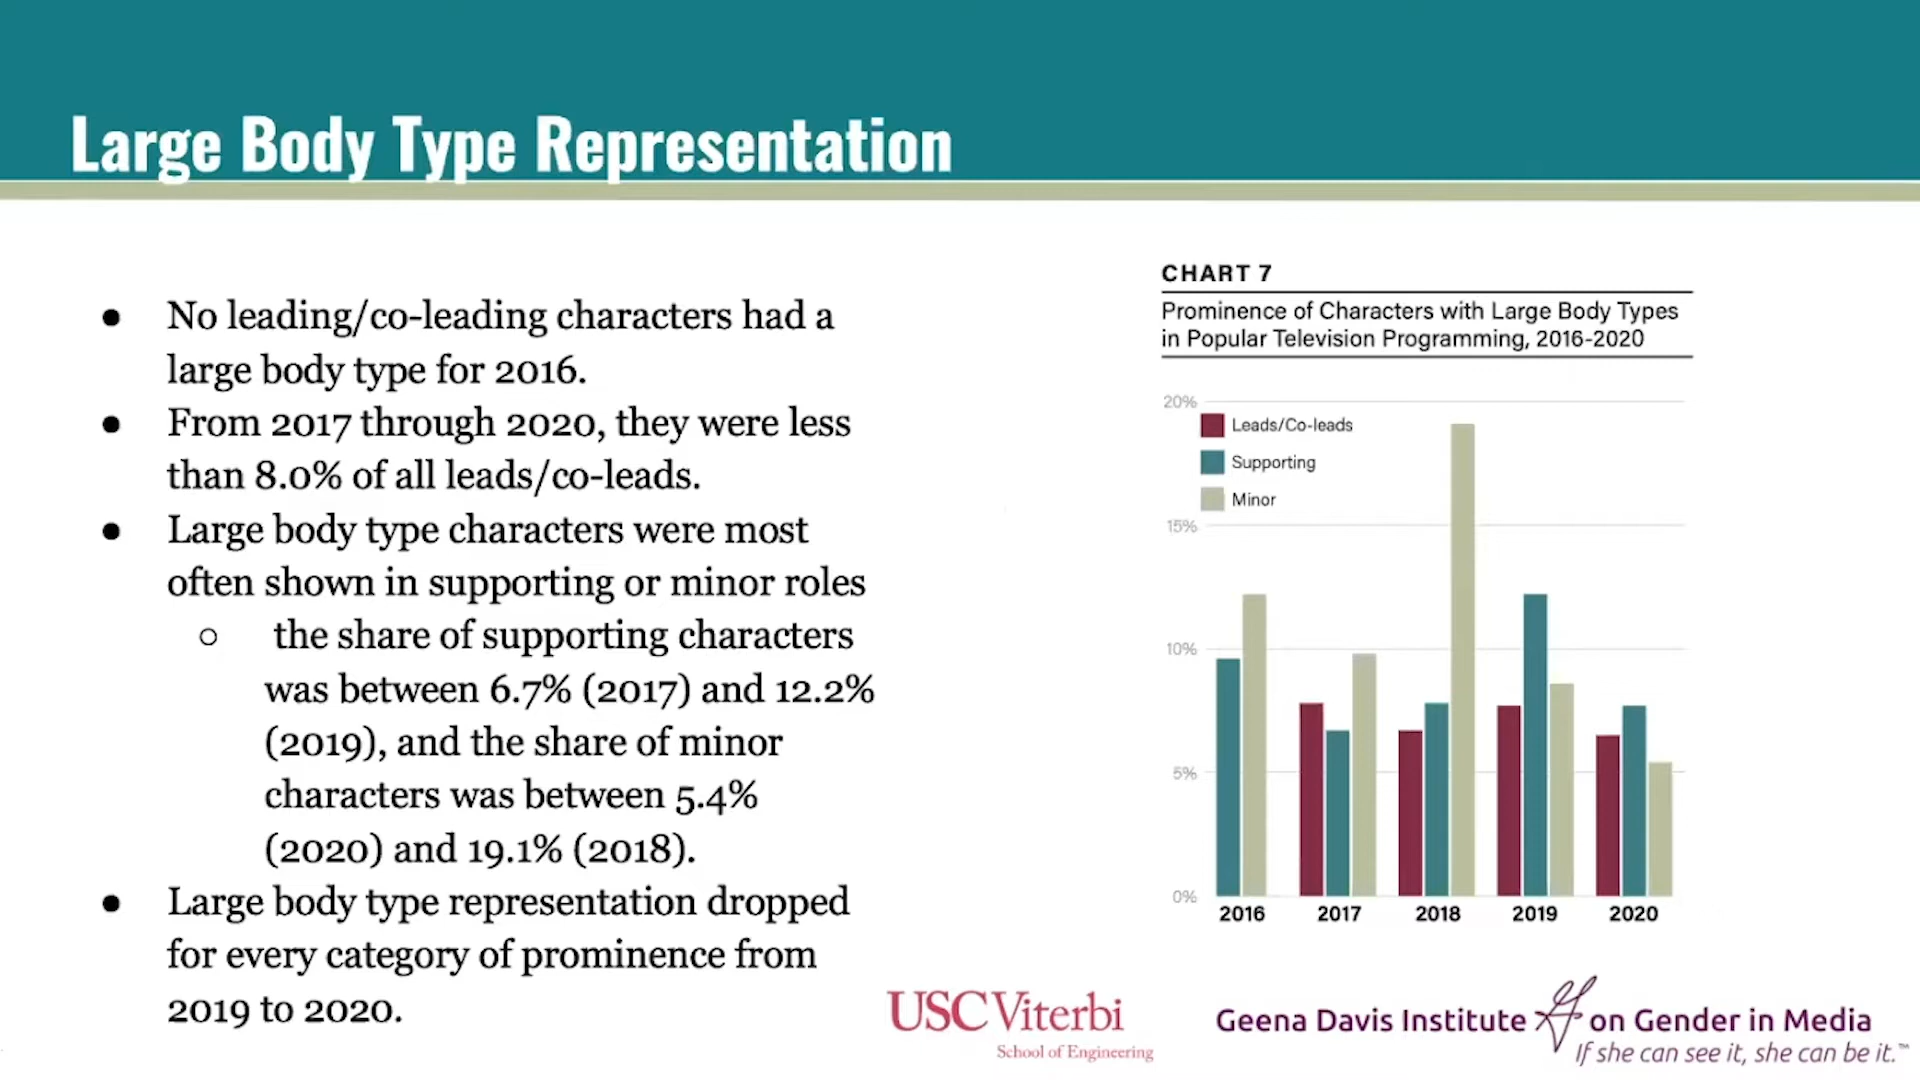 Large Body Type Representation
● No leading/co-leading characters had a
large body type for 2016.
● From 2017 through 2020, they were less
than 8.0% of all leads/co-leads.
● Large body type characters were most
often shown in supporting or minor roles
○ the share of supporting characters
was between 6.7% (2017) and 12.2%
(2019), and the share of minor
characters was between 5.4%
(2020) and 19.1% (2018).
● Large body type representation dropped
for every category of prominence from
2019 to 2020.
CHART 7
Prominence of Characters with Large Body Types
in Popular Television Programming, 2016-2020
20%
Leads/Co-leads
Supporting
Minor
15%
10%
5%
0%
2016 2017 2018 2019 2020
USC Viterbi
School of Engineering
Geena Davis Institute on Gender in Media
If she can see it, she can be it.™